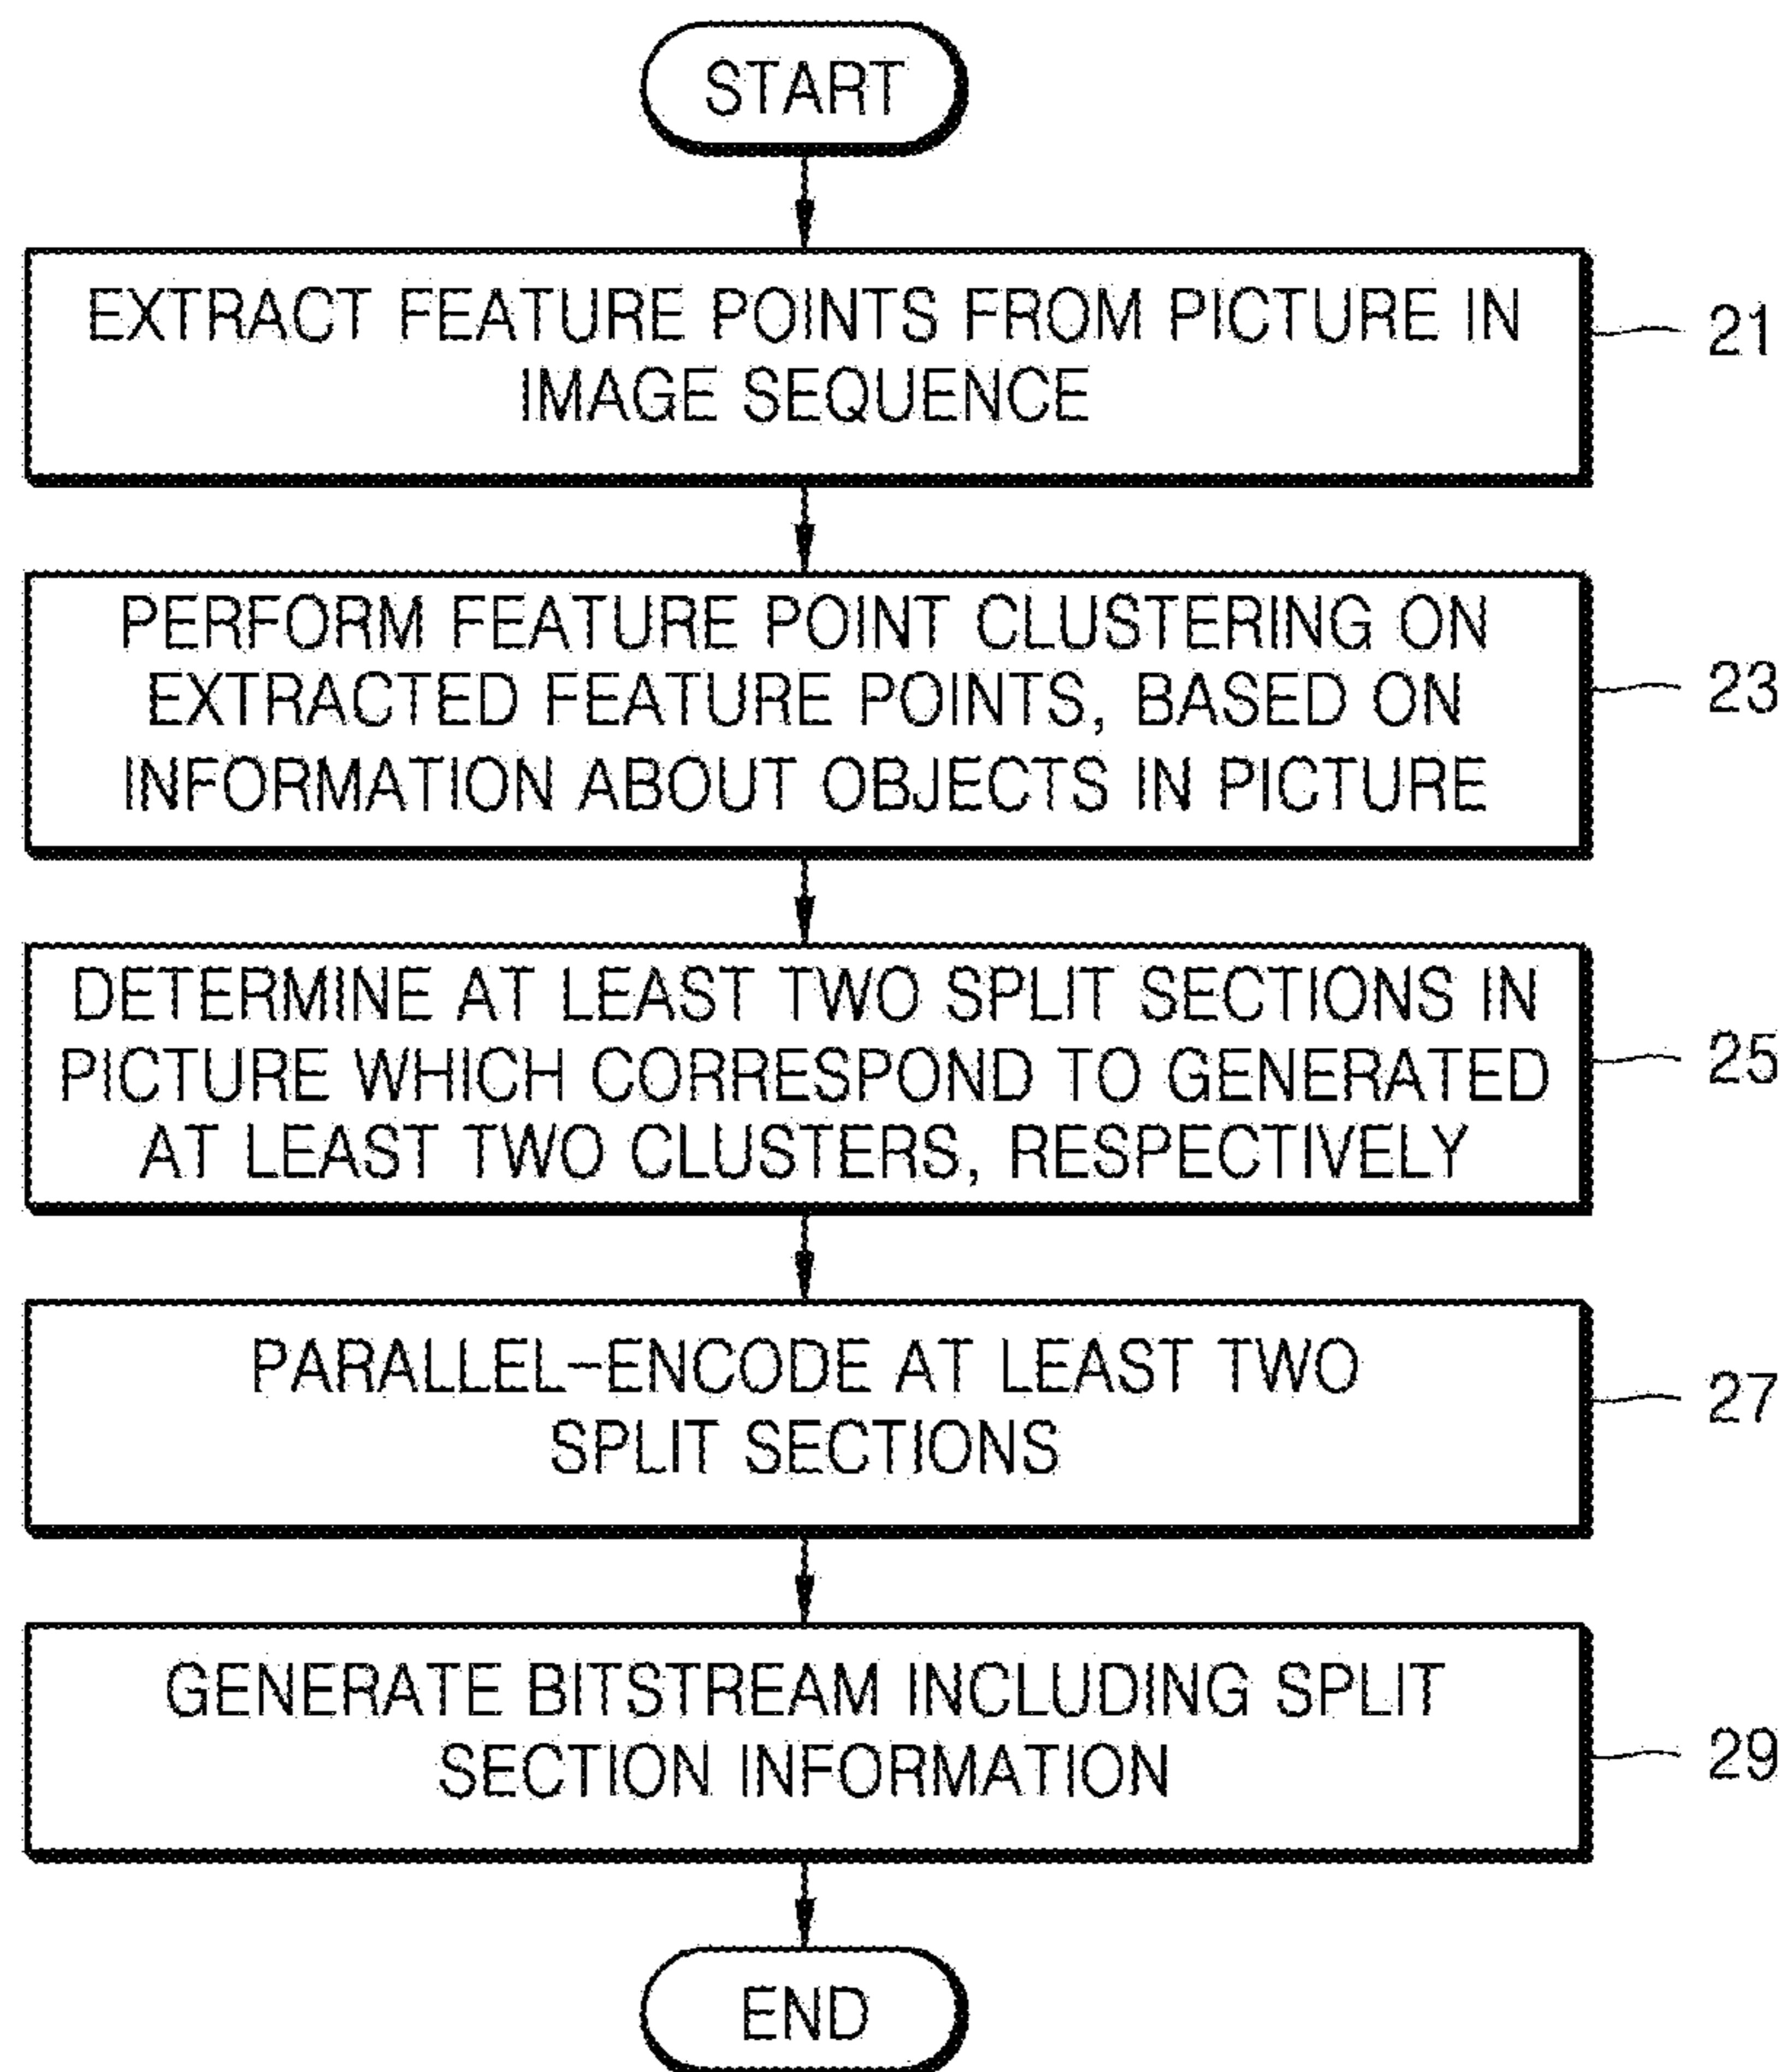 START
EXTRACT FEATURE POINTS FROM PICTURE IN
IMAGE SEQUENCE
21
PERFORM FEATURE POINT CLUSTERING ON
EXTRACTED FEATURE POINTS, BASED ON
INFORMATION ABOUT OBJECTS IN PICTURE
23
DETERMINE AT LEAST TWO SPLIT SECTIONS IN
PICTURE WHICH CORRESPOND TO GENERATED
AT LEAST TWO CLUSTERS, RESPECTIVELY
25
PARALLEL-ENCODE AT LEAST TWO
SPLIT SECTIONS
27
GENERATE BITSTREAM INCLUDING SPLIT
SECTION INFORMATION
29
END